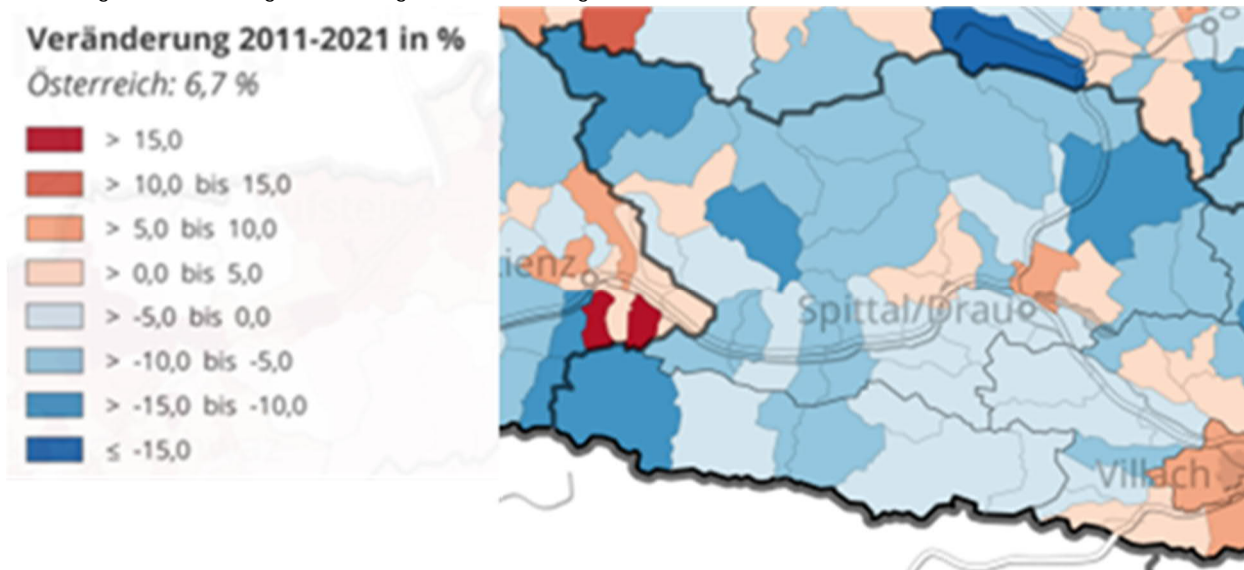 Veränderung 2011-2021 in %
Österreich: 6,7 %
> 15,0
> 10,0 bis 15,0
> 5,0 bis 10,0
> 0,0 bis 5,0
> -5,0 bis 0,0
> -10,0 bis -5,0
> -15,0 bis -10,0
≤ -15,0
ienz
Spittal/Drau
Villach